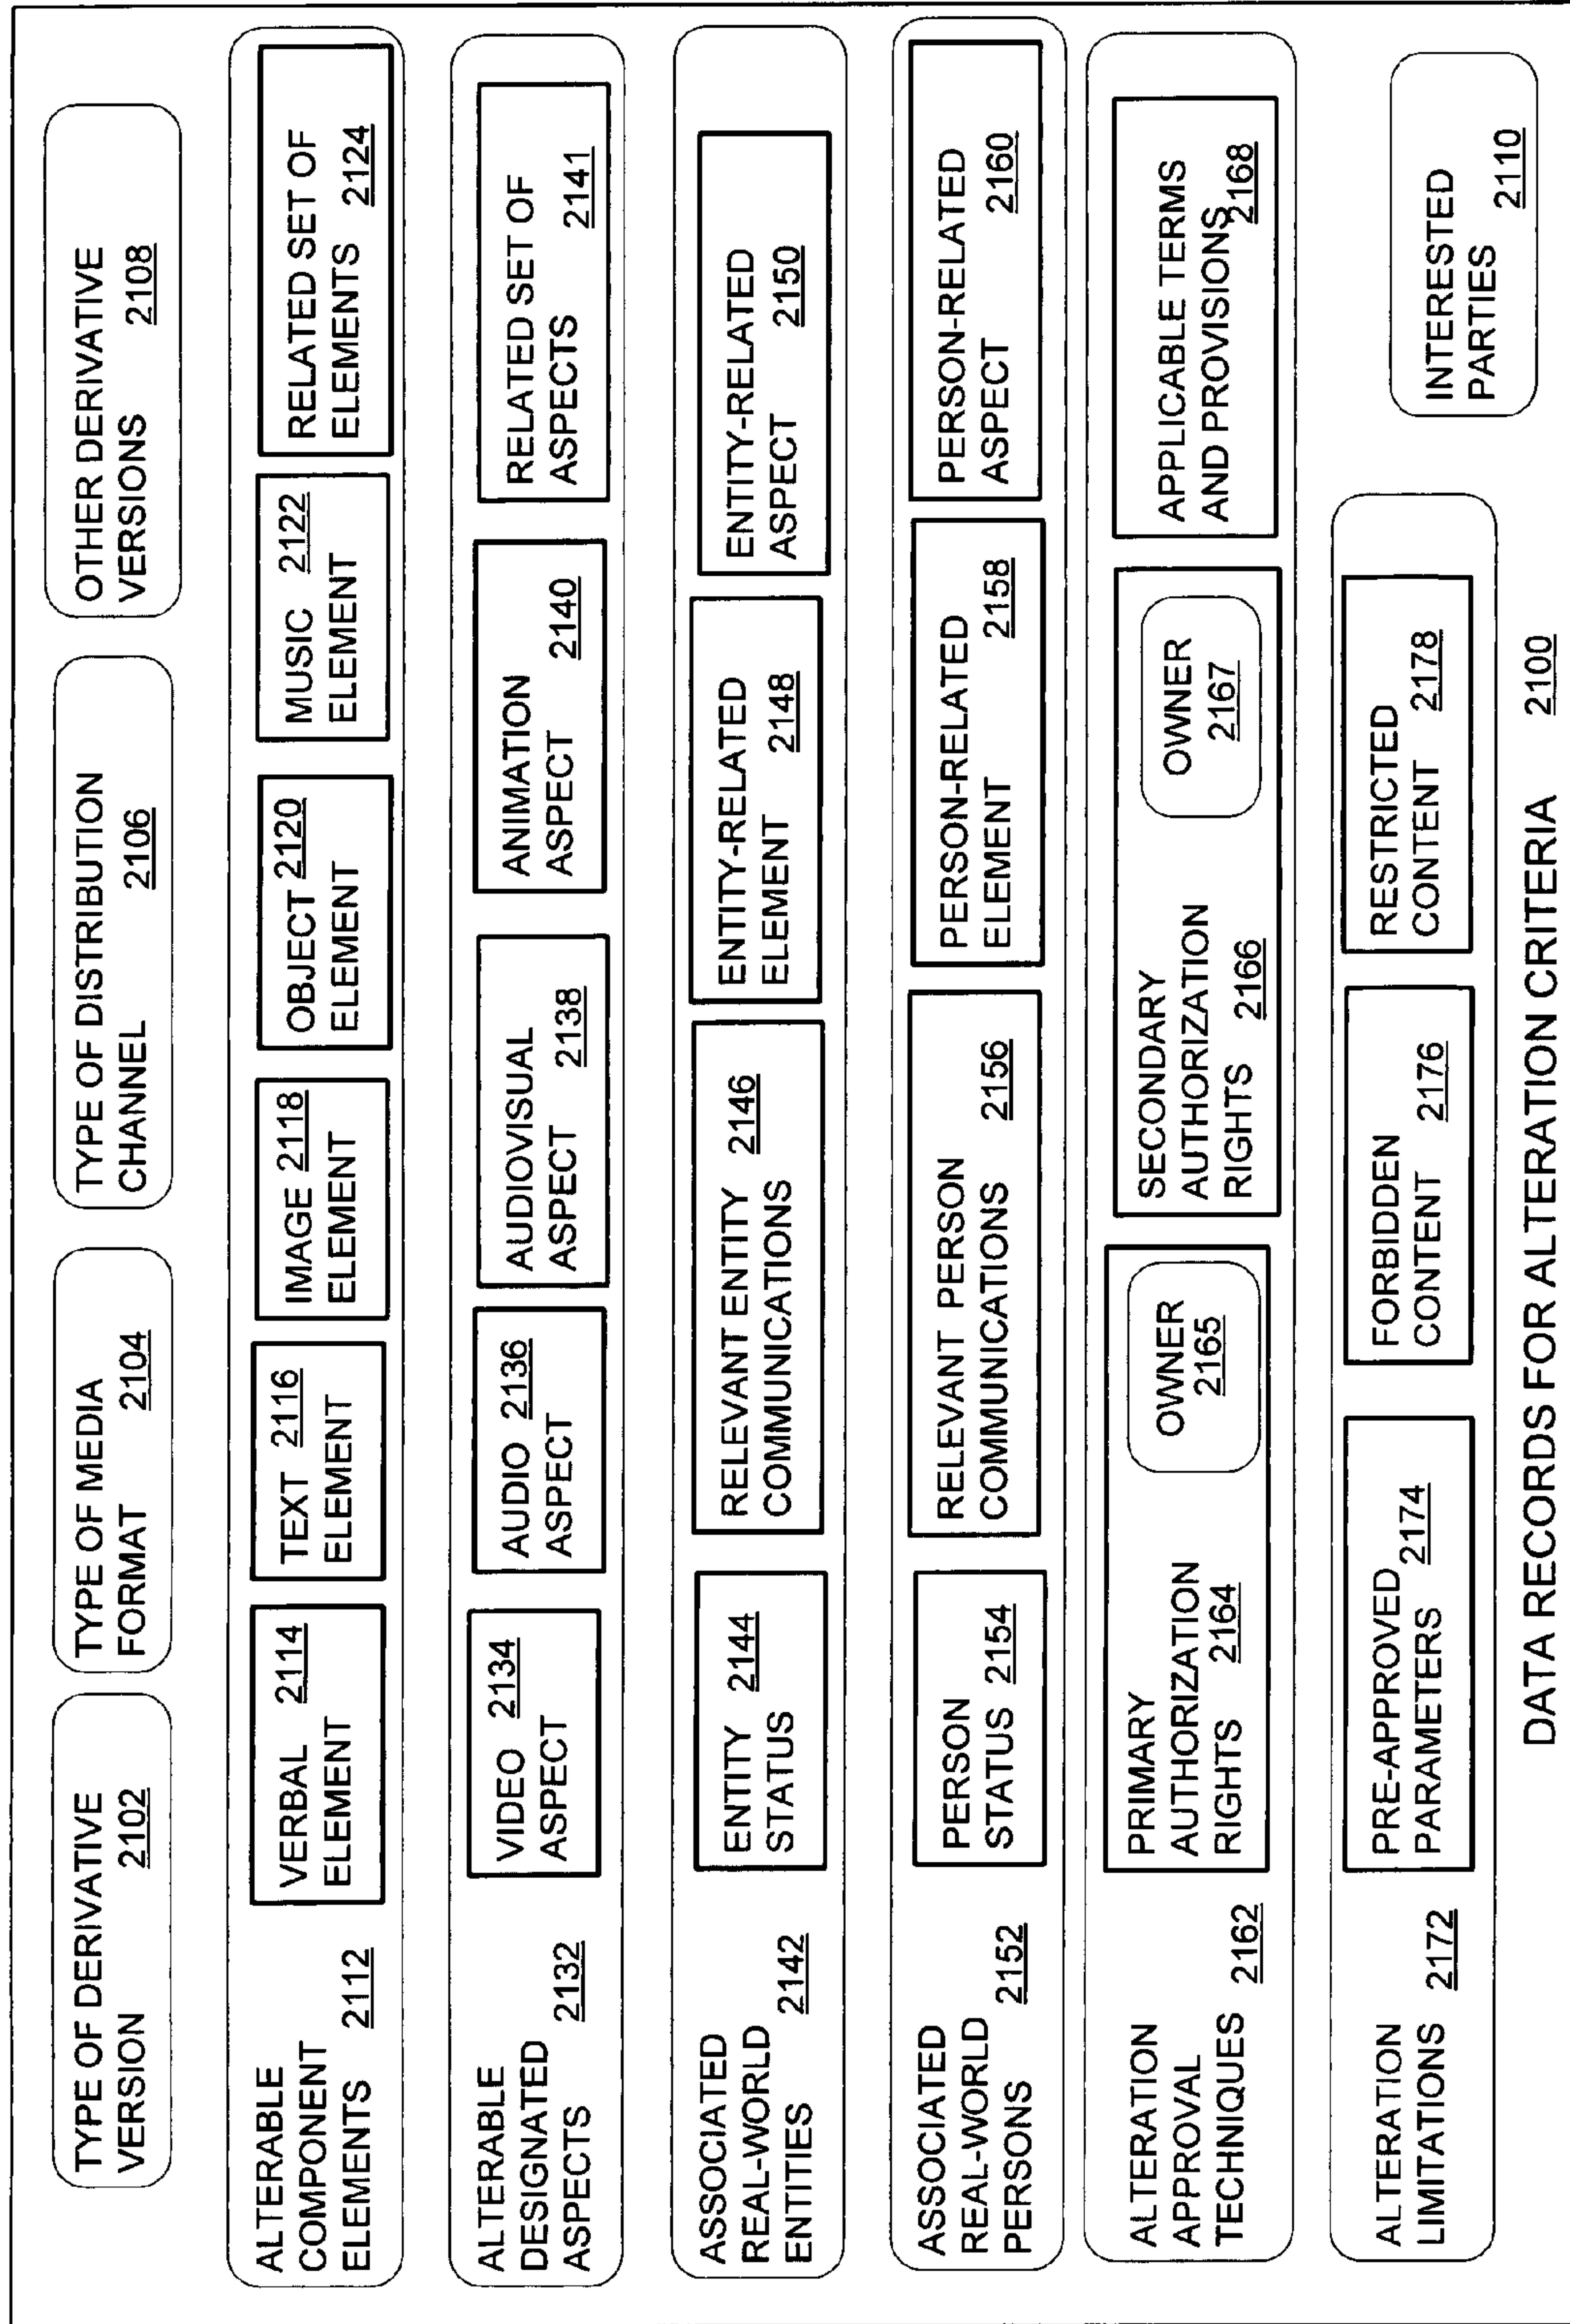 TYPE OF DERIVATIVE
VERSION 2102
TYPE OF MEDIA
FORMAT 2104
TYPE OF DISTRIBUTION
CHANNEL 2106
OTHER DERIVATIVE
VERSIONS 2108
ALTERABLE
COMPONENT
ELEMENTS 2112
VERBAL 2114
ELEMENT
TEXT 2116
ELEMENT
IMAGE 2118
ELEMENT
OBJECT 2120
ELEMENT
MUSIC 2122
ELEMENT
RELATED SET OF
ELEMENTS 2124
ALTERABLE
DESIGNATED
ASPECTS 2132
VIDEO 2134
ASPECT
AUDIO 2136
ASPECT
AUDIOVISUAL
ASPECT 2138
ANIMATION
ASPECT 2140
RELATED SET OF
ASPECTS 2141
ASSOCIATED
REAL-WORLD
ENTITIES 2142
ENTITY 2144
STATUS
RELEVANT ENTITY
COMMUNICATIONS 2146
ENTITY-RELATED
ELEMENT 2148
ENTITY-RELATED
ASPECT 2150
ASSOCIATED
REAL-WORLD
PERSONS 2152
PERSON
STATUS 2154
RELEVANT PERSON
COMMUNICATIONS 2156
PERSON-RELATED
ELEMENT 2158
PERSON-RELATED
ASPECT 2160
ALTERATION
APPROVAL
TECHNIQUES 2162
PRIMARY
AUTHORIZATION
RIGHTS 2164
OWNER
2165
SECONDARY
AUTHORIZATION
RIGHTS 2166
OWNER
2167
APPLICABLE TERMS
AND PROVISIONS 2168
ALTERATION
LIMITATIONS 2172
PRE-APPROVED
PARAMETERS 2174
FORBIDDEN
CONTENT 2176
RESTRICTED
CONTENT 2178
INTERESTED
PARTIES 2110
DATA RECORDS FOR ALTERATION CRITERIA 2100